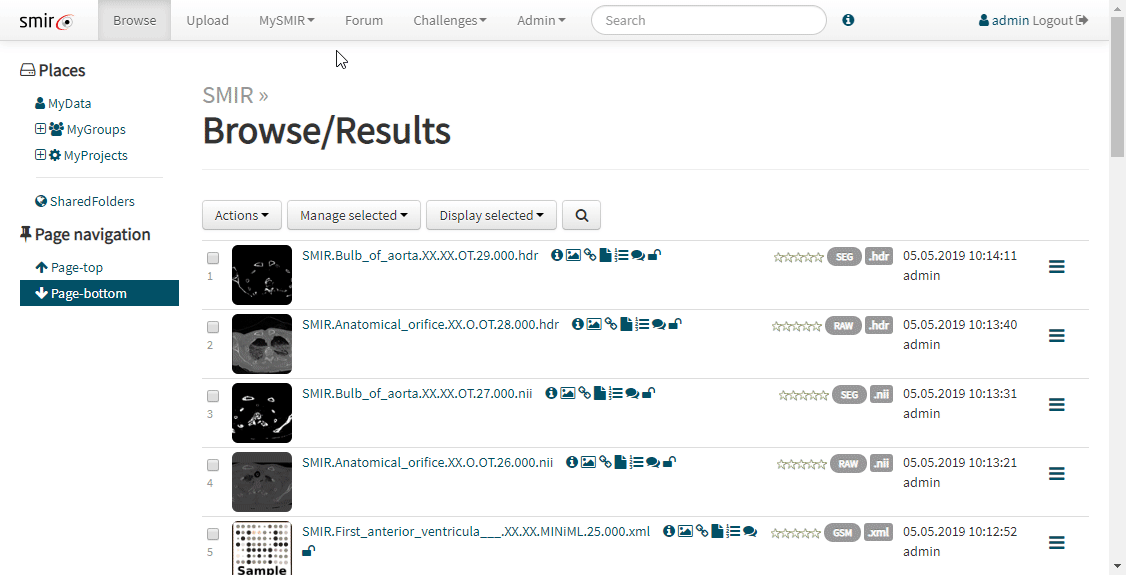 smir Browse Upload MySMIR Forum Challenges Admin Search admin Logout
Places
MyData
MyGroups
MyProjects
SharedFolders
Page navigation
Page-top
Page-bottom
SMIR »
Browse/Results
Actions Manage selected Display selected
SMIR.Bulb_of_aorta.XX.XX.OT.29.000.hdr SEG .hdr 05.05.2019 10:14:11
1 admin
SMIR.Anatomical_orifice.XX.O.OT.28.000.hdr RAW .hdr 05.05.2019 10:13:40
2 admin
SMIR.Bulb_of_aorta.XX.XX.OT.27.000.nii SEG .nii 05.05.2019 10:13:31
3 admin
SMIR.Anatomical_orifice.XX.O.OT.26.000.nii RAW .nii 05.05.2019 10:13:21
4 admin
SMIR.First_anterior_ventricula___.XX.XX.MINiML.25.000.xml GSM .xml 05.05.2019 10:12:52
5 admin
Sample